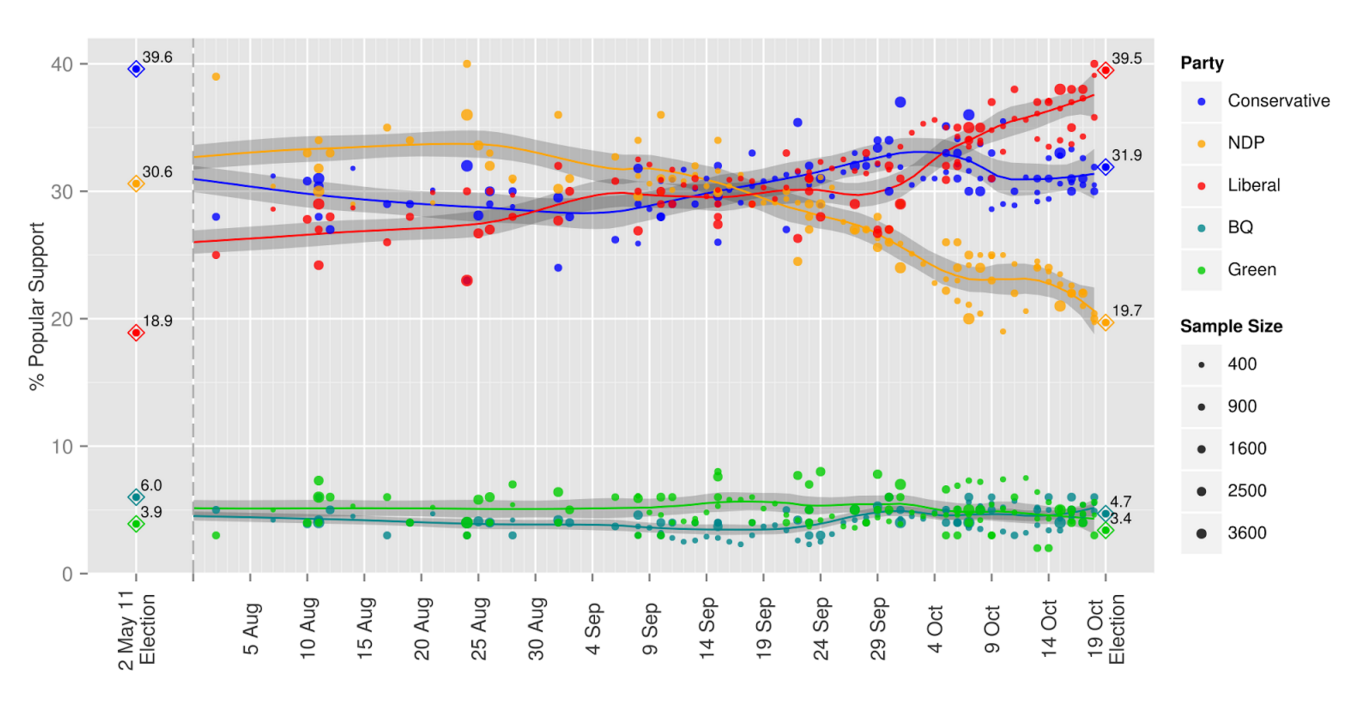 % Popular Support
40
30
20
10
0
39.6
30.6
18.9
6.0
3.9
39.5
31.9
19.7
4.7
3.4
2 May 11
Election
5 Aug
10 Aug
15 Aug
20 Aug
25 Aug
30 Aug
4 Sep
9 Sep
14 Sep
19 Sep
24 Sep
29 Sep
4 Oct
9 Oct
14 Oct
19 Oct
Election
Party
Conservative
NDP
Liberal
BQ
Green
Sample Size
400
900
1600
2500
3600